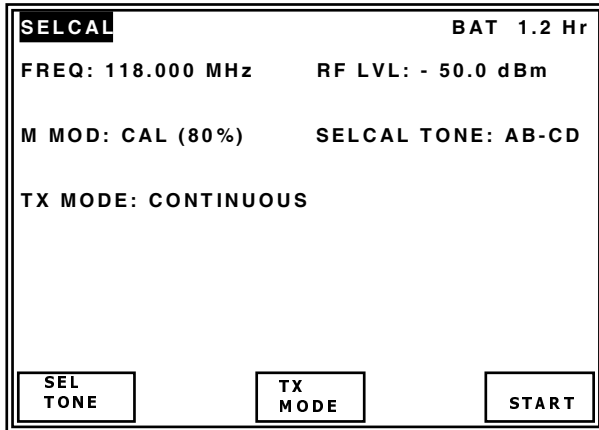 SELCAL BAT 1.2 Hr
FREQ: 118.000 MHz RF LVL: - 50.0 dBm
M MOD: CAL (80%) SELCAL TONE: AB-CD
TX MODE: CONTINUOUS
SEL
TONE
TX
MODE
START